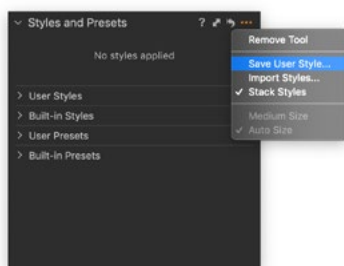 Styles and Presets ?
No styles applied
User Styles
Built-in Styles
User Presets
Built-in Presets
Remove Tool
Save User Style...
Import Styles...
Stack Styles
Medium Size
Auto Size